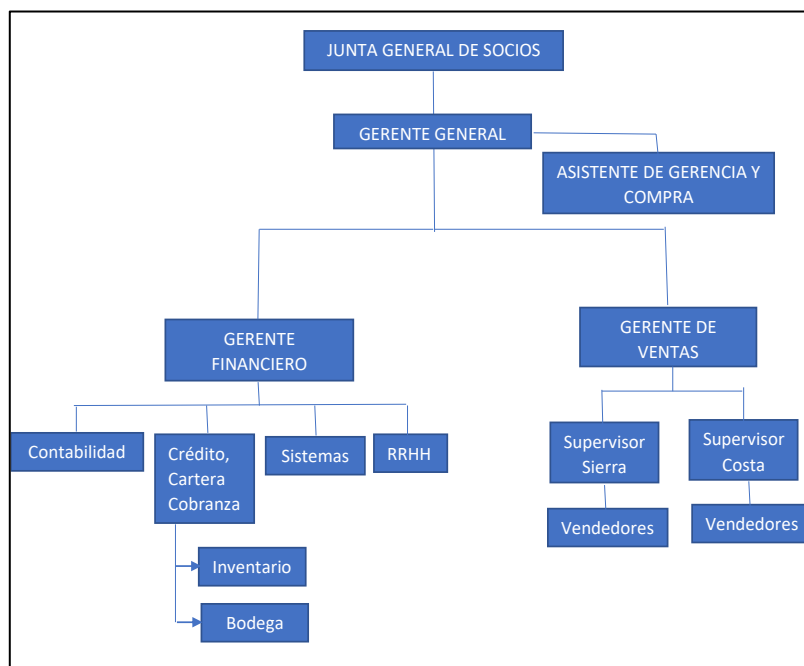 JUNTA GENERAL DE SOCIOS
GERENTE GENERAL
ASISTENTE DE GERENCIA Y
COMPRA
GERENTE
FINANCIERO
GERENTE DE
VENTAS
Contabilidad
Crédito,
Cartera
Cobranza
Sistemas
RRHH
Supervisor
Sierra
Supervisor
Costa
Vendedores
Vendedores
Inventario
Bodega